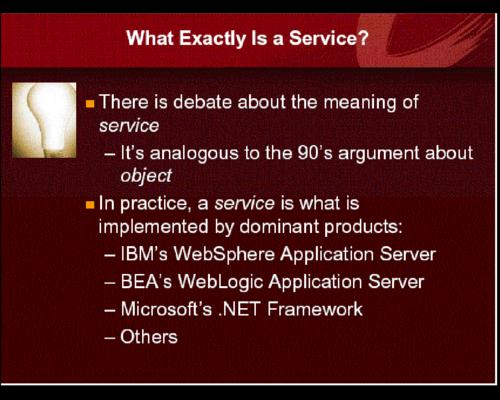 What Exactly Is a Service?
■ There is debate about the meaning of
service
– It's analogous to the 90's argument about
object
■ In practice, a service is what is
implemented by dominant products:
– IBM's WebSphere Application Server
– BEA's WebLogic Application Server
– Microsoft's .NET Framework
– Others